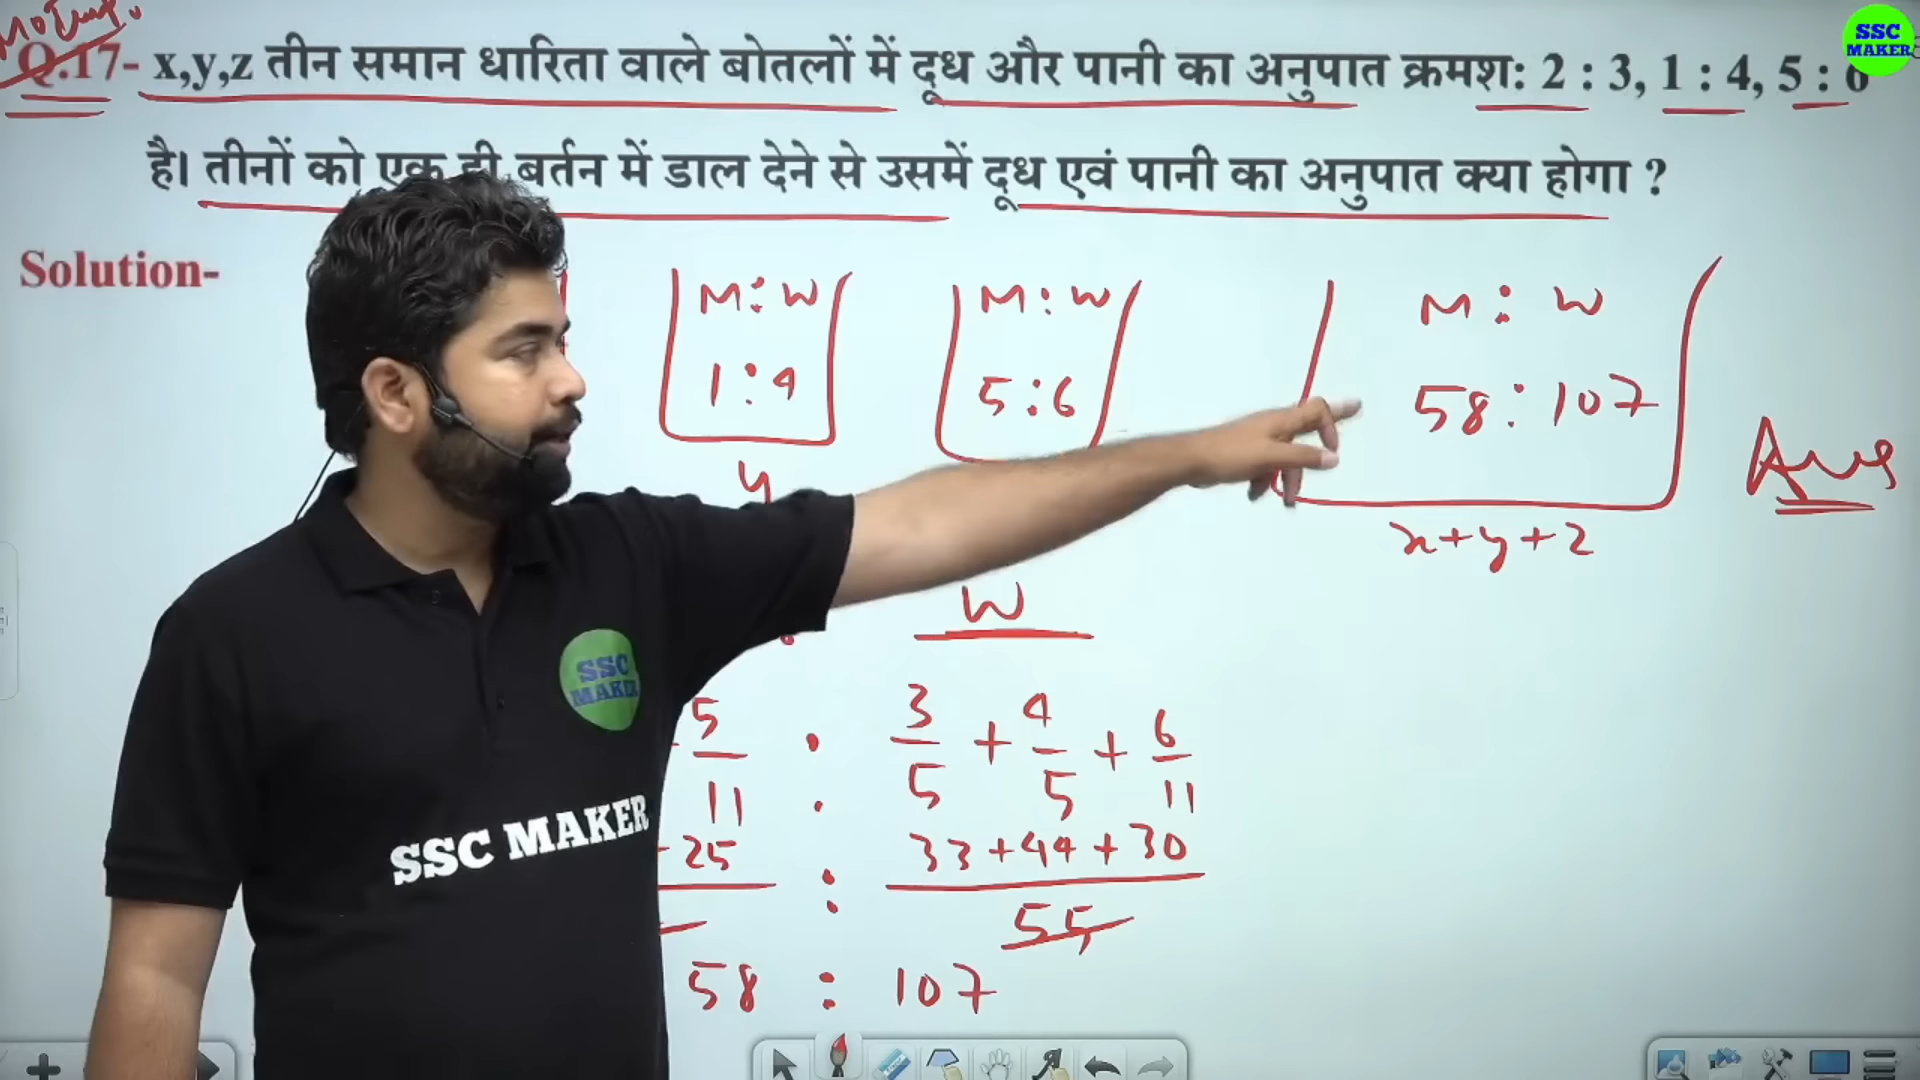 Q.17- x,y,z तीन समान धारिता वाले बोतलों में दूध और पानी का अनुपात क्रमश: 2 : 3, 1 : 4, 5 : 6
है। तीनों को एक ही बर्तन में डाल देने से उसमें दूध एवं पानी का अनुपात क्या होगा ?
SSC
MAKER
Solution-
M : W
1 : 4
y
M : W
5 : 6
M : W
58 : 107
x+y+z
Ans
W
5/11 : 3/5 + 4/5 + 6/11
25 : 33+44+30
55
58 : 107
SSC
MAKER
SSC MAKER